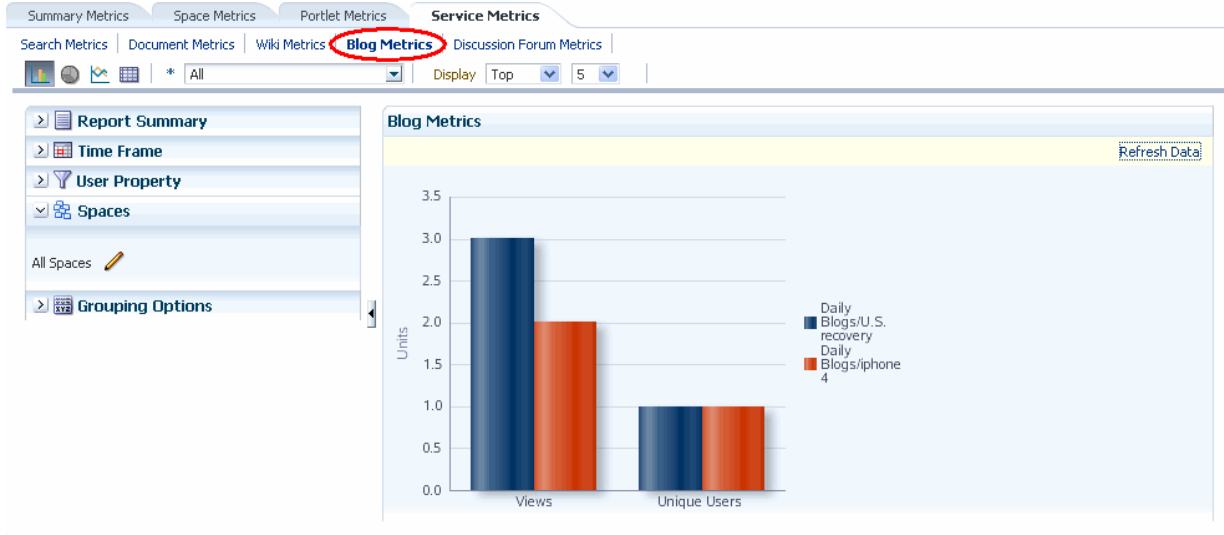 Summary Metrics Space Metrics Portlet Metrics Service Metrics
Search Metrics Document Metrics Wiki Metrics Blog Metrics Discussion Forum Metrics
* All Display Top 5
Report Summary
Time Frame
User Property
Spaces
All Spaces
Grouping Options
Blog Metrics
Refresh Data
3.5
3.0
2.5
2.0
1.5
1.0
0.5
0.0
Units
Views Unique Users
Daily
Blogs/U.S.
recovery
Daily
Blogs/iphone
4